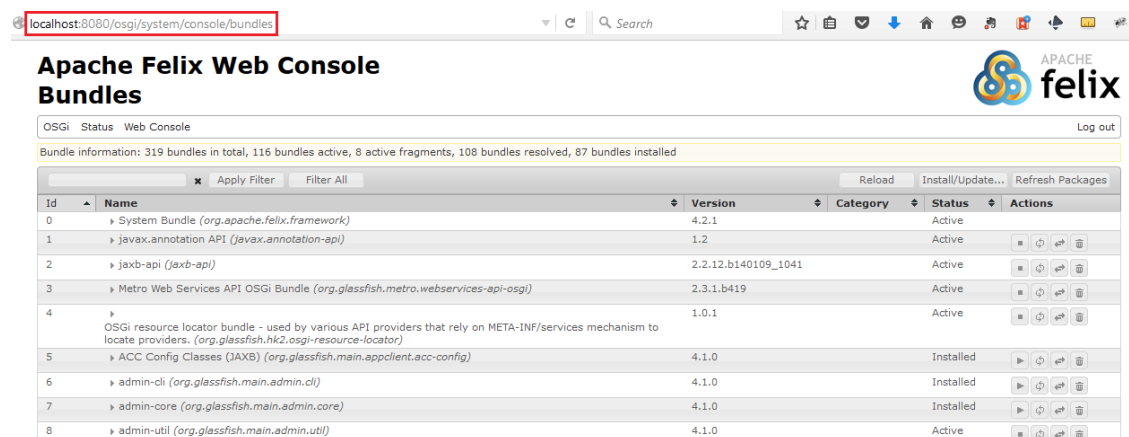 localhost:8080/osgi/system/console/bundles
Search
Apache Felix Web Console
Bundles
APACHE
felix
OSGi Status Web Console Log out
Bundle information: 319 bundles in total, 116 bundles active, 8 active fragments, 108 bundles resolved, 87 bundles installed
Apply Filter Filter All Reload Install/Update... Refresh Packages
Id Name Version Category Status Actions
0 System Bundle (org.apache.felix.framework) 4.2.1 Active
1 javax.annotation API (javax.annotation-api) 1.2 Active
2 jaxb-api (jaxb-api) 2.2.12.b140109_1041 Active
3 Metro Web Services API OSGi Bundle (org.glassfish.metro.webservices-api-osgi) 2.3.1.b419 Active
4 1.0.1 Active
OSGi resource locator bundle - used by various API providers that rely on META-INF/services mechanism to
locate providers. (org.glassfish.hk2.osgi-resource-locator)
5 ACC Config Classes (JAXB) (org.glassfish.main.appclient.acc-config) 4.1.0 Installed
6 admin-cli (org.glassfish.main.admin.cli) 4.1.0 Installed
7 admin-core (org.glassfish.main.admin.core) 4.1.0 Installed
8 admin-util (org.glassfish.main.admin.util) 4.1.0 Active